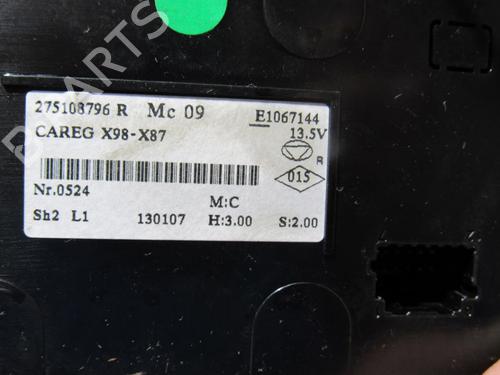 275108796 R Mc 09 E1067144
CAREG X98-X87 13.5V
R
015
Nr.0524
M:C
Sh2 L1 130107 H:3.00 S:2.00
B-PARTS